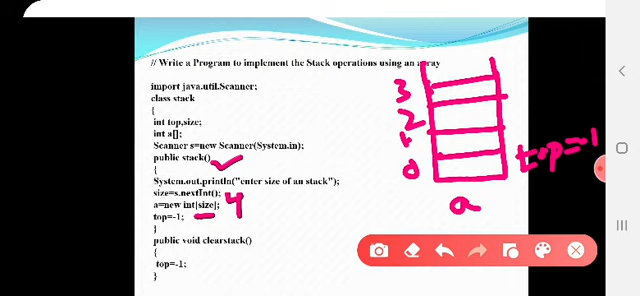 // Write a Program to implement the Stack operations using an array
import java.util.Scanner;
class stack
{
int top,size;
int a[];
Scanner s=new Scanner(System.in);
public stack()
{
System.out.println("enter size of an stack");
size=s.nextInt();
a=new int[size];
top=-1;
}
public void clearstack()
{
top=-1;
}
4
3
2
1
0
a
top=-1